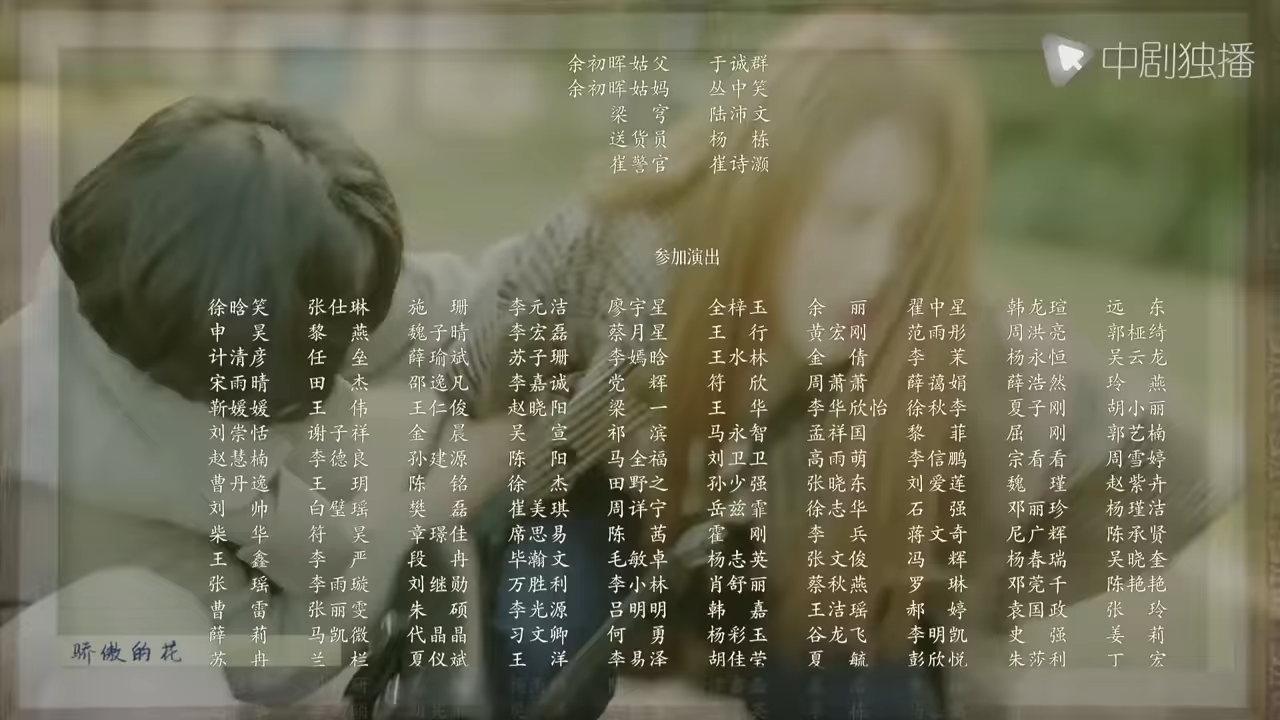 中剧独播
余初晖姑父 于诚群
余初晖姑妈 丛中笑
梁 穹 陆沛文
送货员 杨 栋
崔警官 崔诗灏
参加演出
徐晗笑 张仕琳 施 珊 李元洁 廖宇星 全梓玉 余 丽 翟中星 韩龙瑄 远 东
申 昊 黎 燕 魏子晴 李宏磊 蔡月星 王 行 黄宏刚 范雨彤 周洪亮 郭桠绮
计清彦 任 垒 薛瑜斌 苏子珊 李嫣晗 王水林 金 倩 李 茉 杨永恒 吴云龙
宋雨晴 田 杰 邵逸凡 李嘉诚 党 辉 符 欣 周萧萧 薛蔼娟 薛浩然 玲 燕
靳媛媛 王 伟 王仁俊 赵晓阳 梁 一 王 华 李华欣怡 徐秋李 夏子刚 胡小丽
刘崇恬 谢子祥 金 晨 吴 宣 祁 滨 马永智 孟祥国 黎 菲 屈 刚 郭艺楠
赵慧楠 李德良 孙建源 陈 阳 马全福 刘卫卫 高雨萌 李信鹏 宗看看 周雪婷
曹丹逸 王 玥 陈 铭 徐 杰 田野之 孙少强 张晓东 刘爱莲 魏 瑾 赵紫卉
刘 帅 白璧瑶 樊 磊 崔美琪 周详宁 岳兹霏 徐志华 石 强 邓丽珍 杨瑾洁
柴 华 符 昊 章璟佳 席思易 陈 茜 霍 刚 李 兵 蒋文奇 尼广辉 陈承贤
王 鑫 李 严 段 冉 毕瀚文 毛敏卓 杨志英 张文俊 冯 辉 杨春瑞 吴晓奎
张 瑶 李雨璇 刘继勋 万胜利 李小林 肖舒丽 蔡秋燕 罗 琳 邓莞千 陈艳艳
曹 雷 张丽雯 朱 硕 李光源 吕明明 韩 嘉 王洁瑶 郝 婷 袁国政 张 玲
薛 莉 马凯微 代晶晶 习文卿 何 勇 杨彩玉 谷龙飞 李明凯 史 强 姜 莉
苏 冉 兰 栏 夏仪斌 王 洋 李易泽 胡佳莹 夏 毓 彭欣悦 朱莎利 丁 宏
骄傲的花